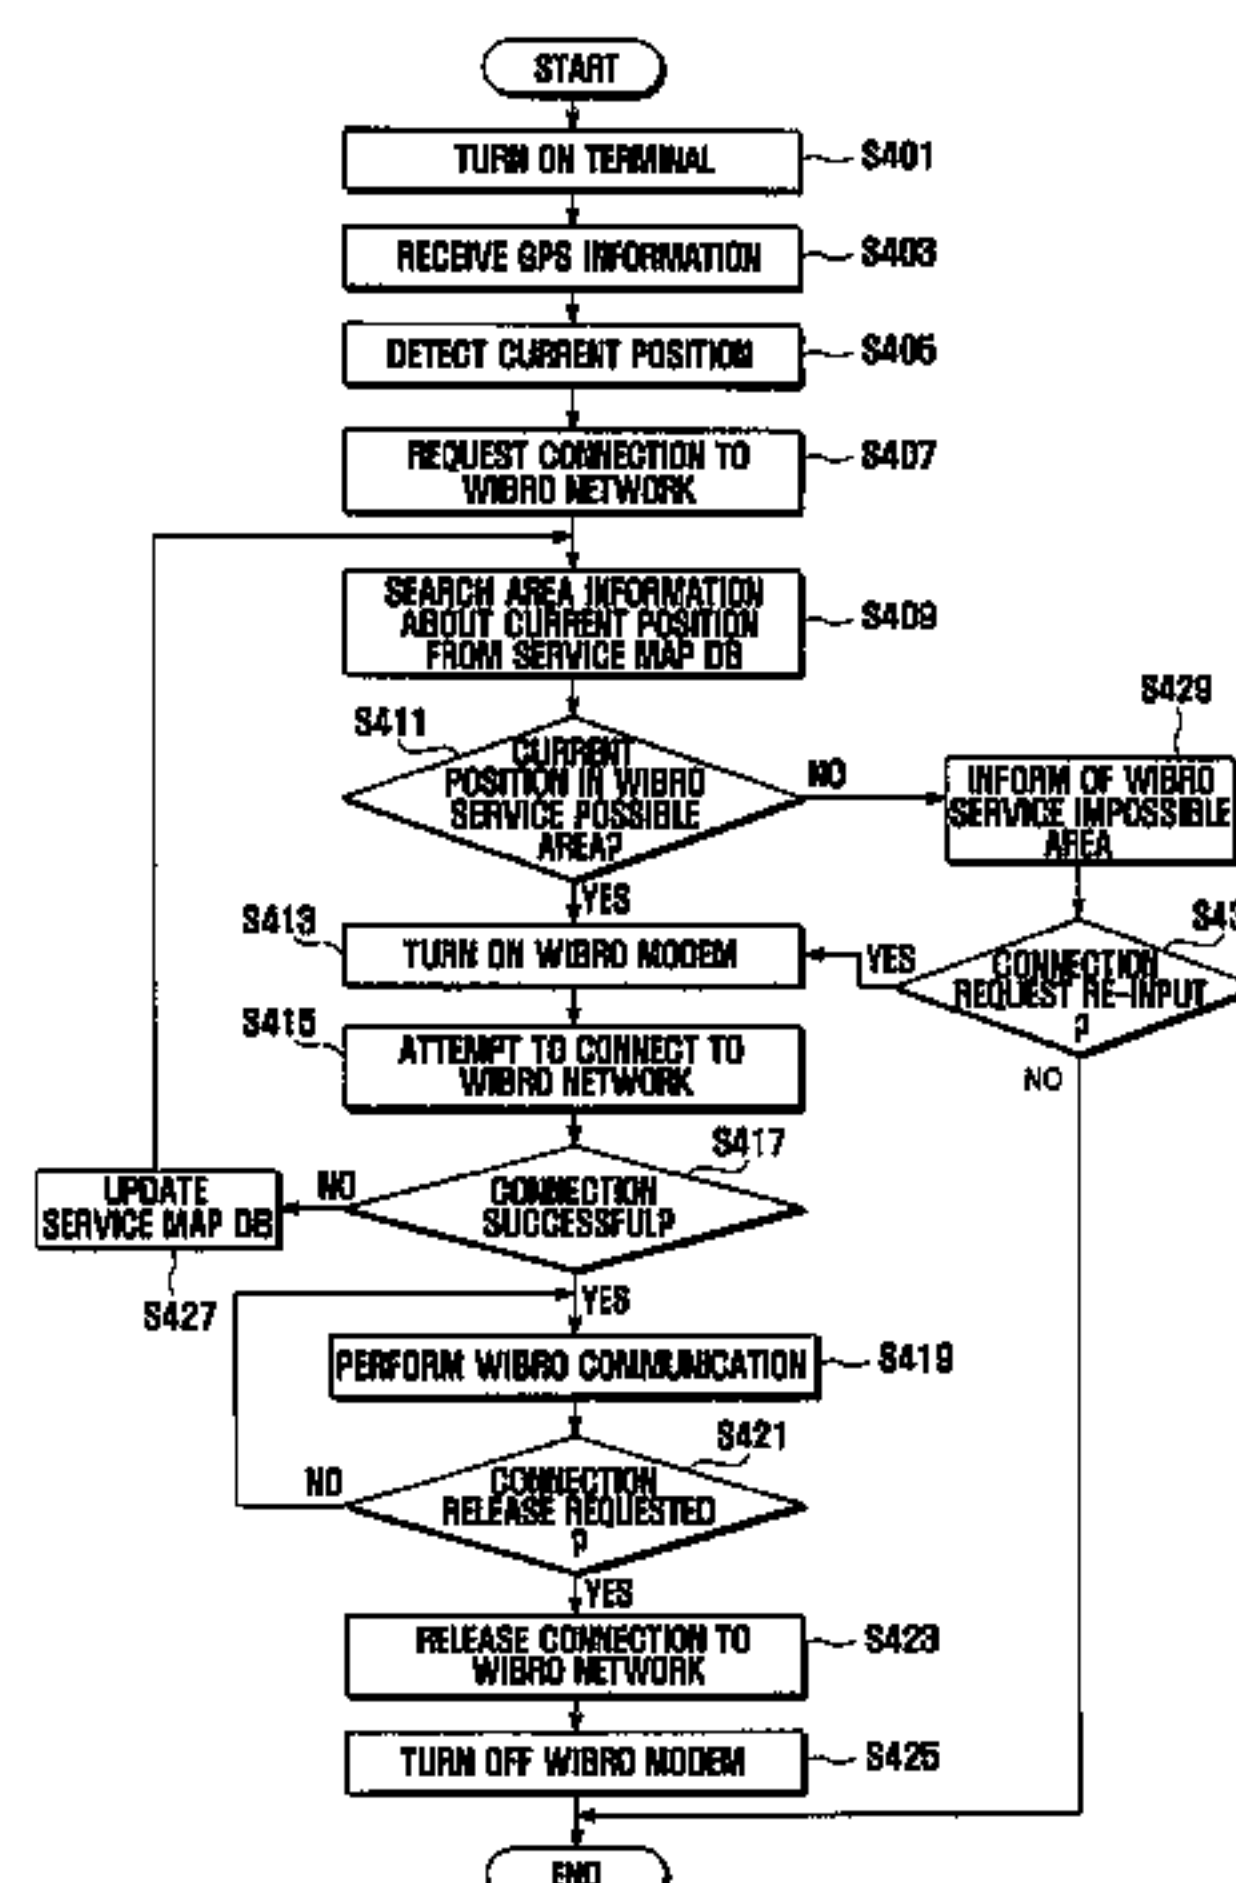 START
TURN ON TERMINAL
S401
RECEIVE GPS INFORMATION
S403
DETECT CURRENT POSITION
S405
REQUEST CONNECTION TO
WIBRO NETWORK
S407
SEARCH AREA INFORMATION
ABOUT CURRENT POSITION
FROM SERVICE MAP DB
S409
S411
CURRENT
POSITION IN WIBRO
SERVICE POSSIBLE
AREA?
NO
YES
S429
INFORM OF WIBRO
SERVICE IMPOSSIBLE
AREA
S413
TURN ON WIBRO MODEM
YES
CONNECTION
REQUEST RE-INPUT
?
NO
S415
ATTEMPT TO CONNECT TO
WIBRO NETWORK
S417
CONNECTION
SUCCESSFUL?
NO
UPDATE
SERVICE MAP DB
S427
YES
PERFORM WIBRO COMMUNICATION
S419
S421
CONNECTION
RELEASE REQUESTED
?
NO
YES
RELEASE CONNECTION TO
WIBRO NETWORK
S423
TURN OFF WIBRO MODEM
S425
END